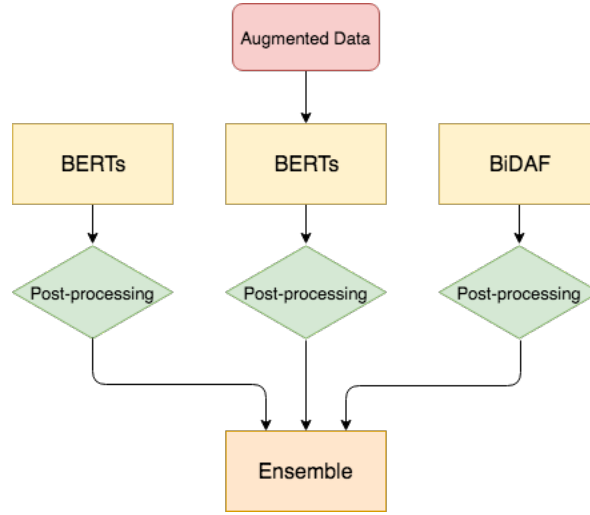 Augmented Data
BERTs
BERTs
BiDAF
Post-processing
Post-processing
Post-processing
Ensemble